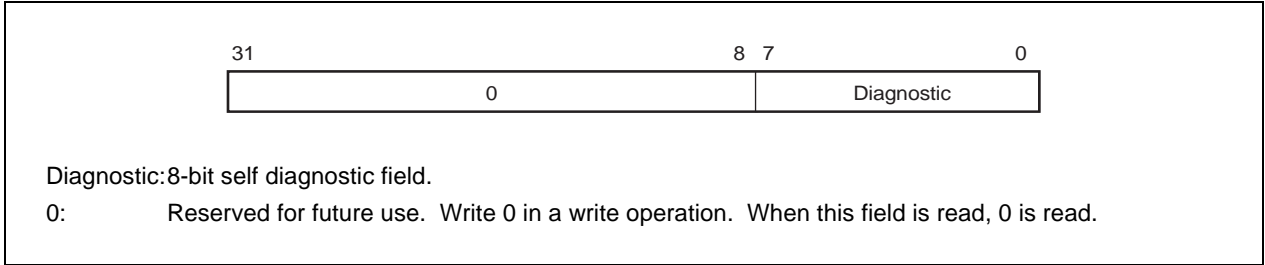 31 8 7 0
0 Diagnostic
Diagnostic:8-bit self diagnostic field.
0: Reserved for future use. Write 0 in a write operation. When this field is read, 0 is read.